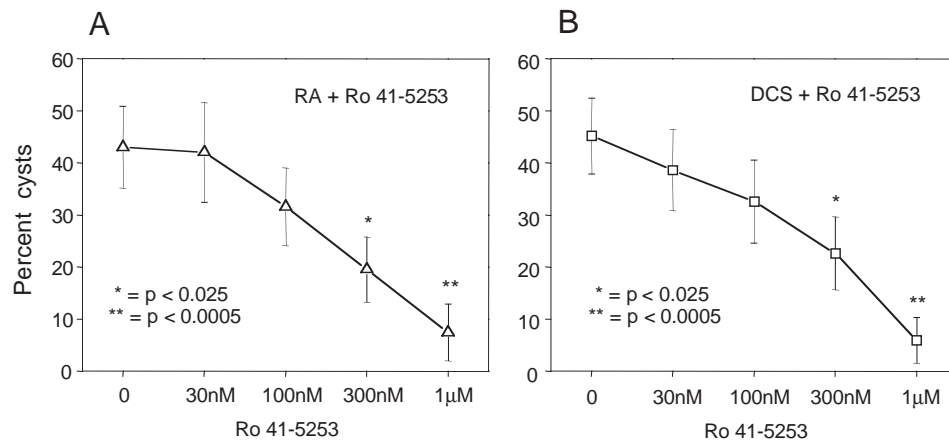 A
60
50
40
30
20
10
0
Percent cysts
RA + Ro 41-5253
*
**
* = p < 0.025
** = p < 0.0005
0 30nM 100nM 300nM 1μM
Ro 41-5253
B
60
50
40
30
20
10
0
DCS + Ro 41-5253
*
**
* = p < 0.025
** = p < 0.0005
0 30nM 100nM 300nM 1μM
Ro 41-5253